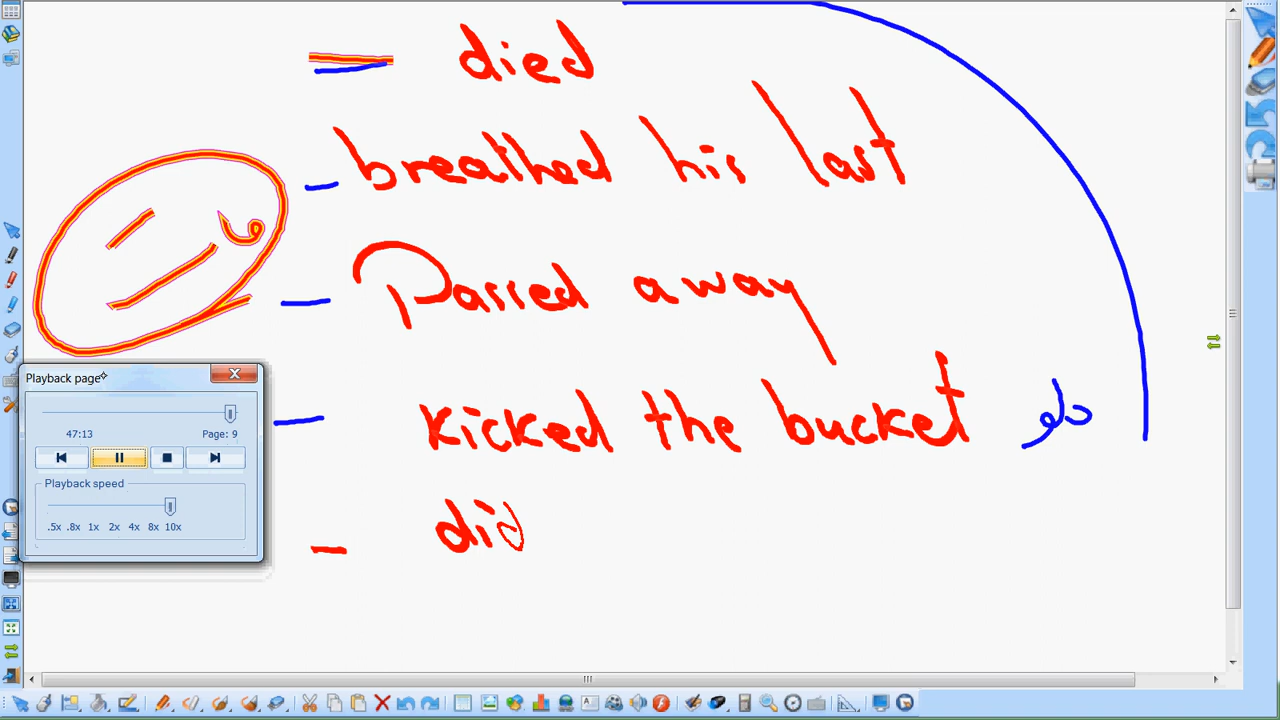 — died
- breathed his last
- Passed away
Playback page
- kicked the bucket
47:13 Page: 9
Playback speed
.5x .8x 1x 2x 4x 8x 10x
- did